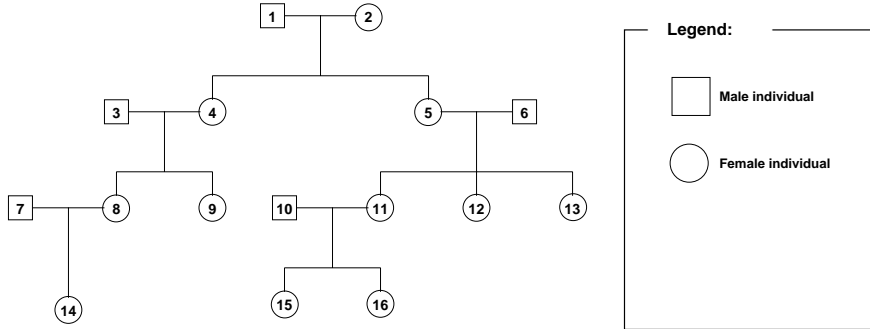 1 2
Legend:
Male individual
3 4 5 6
Female individual
7 8 9 10 11 12 13
14 15 16